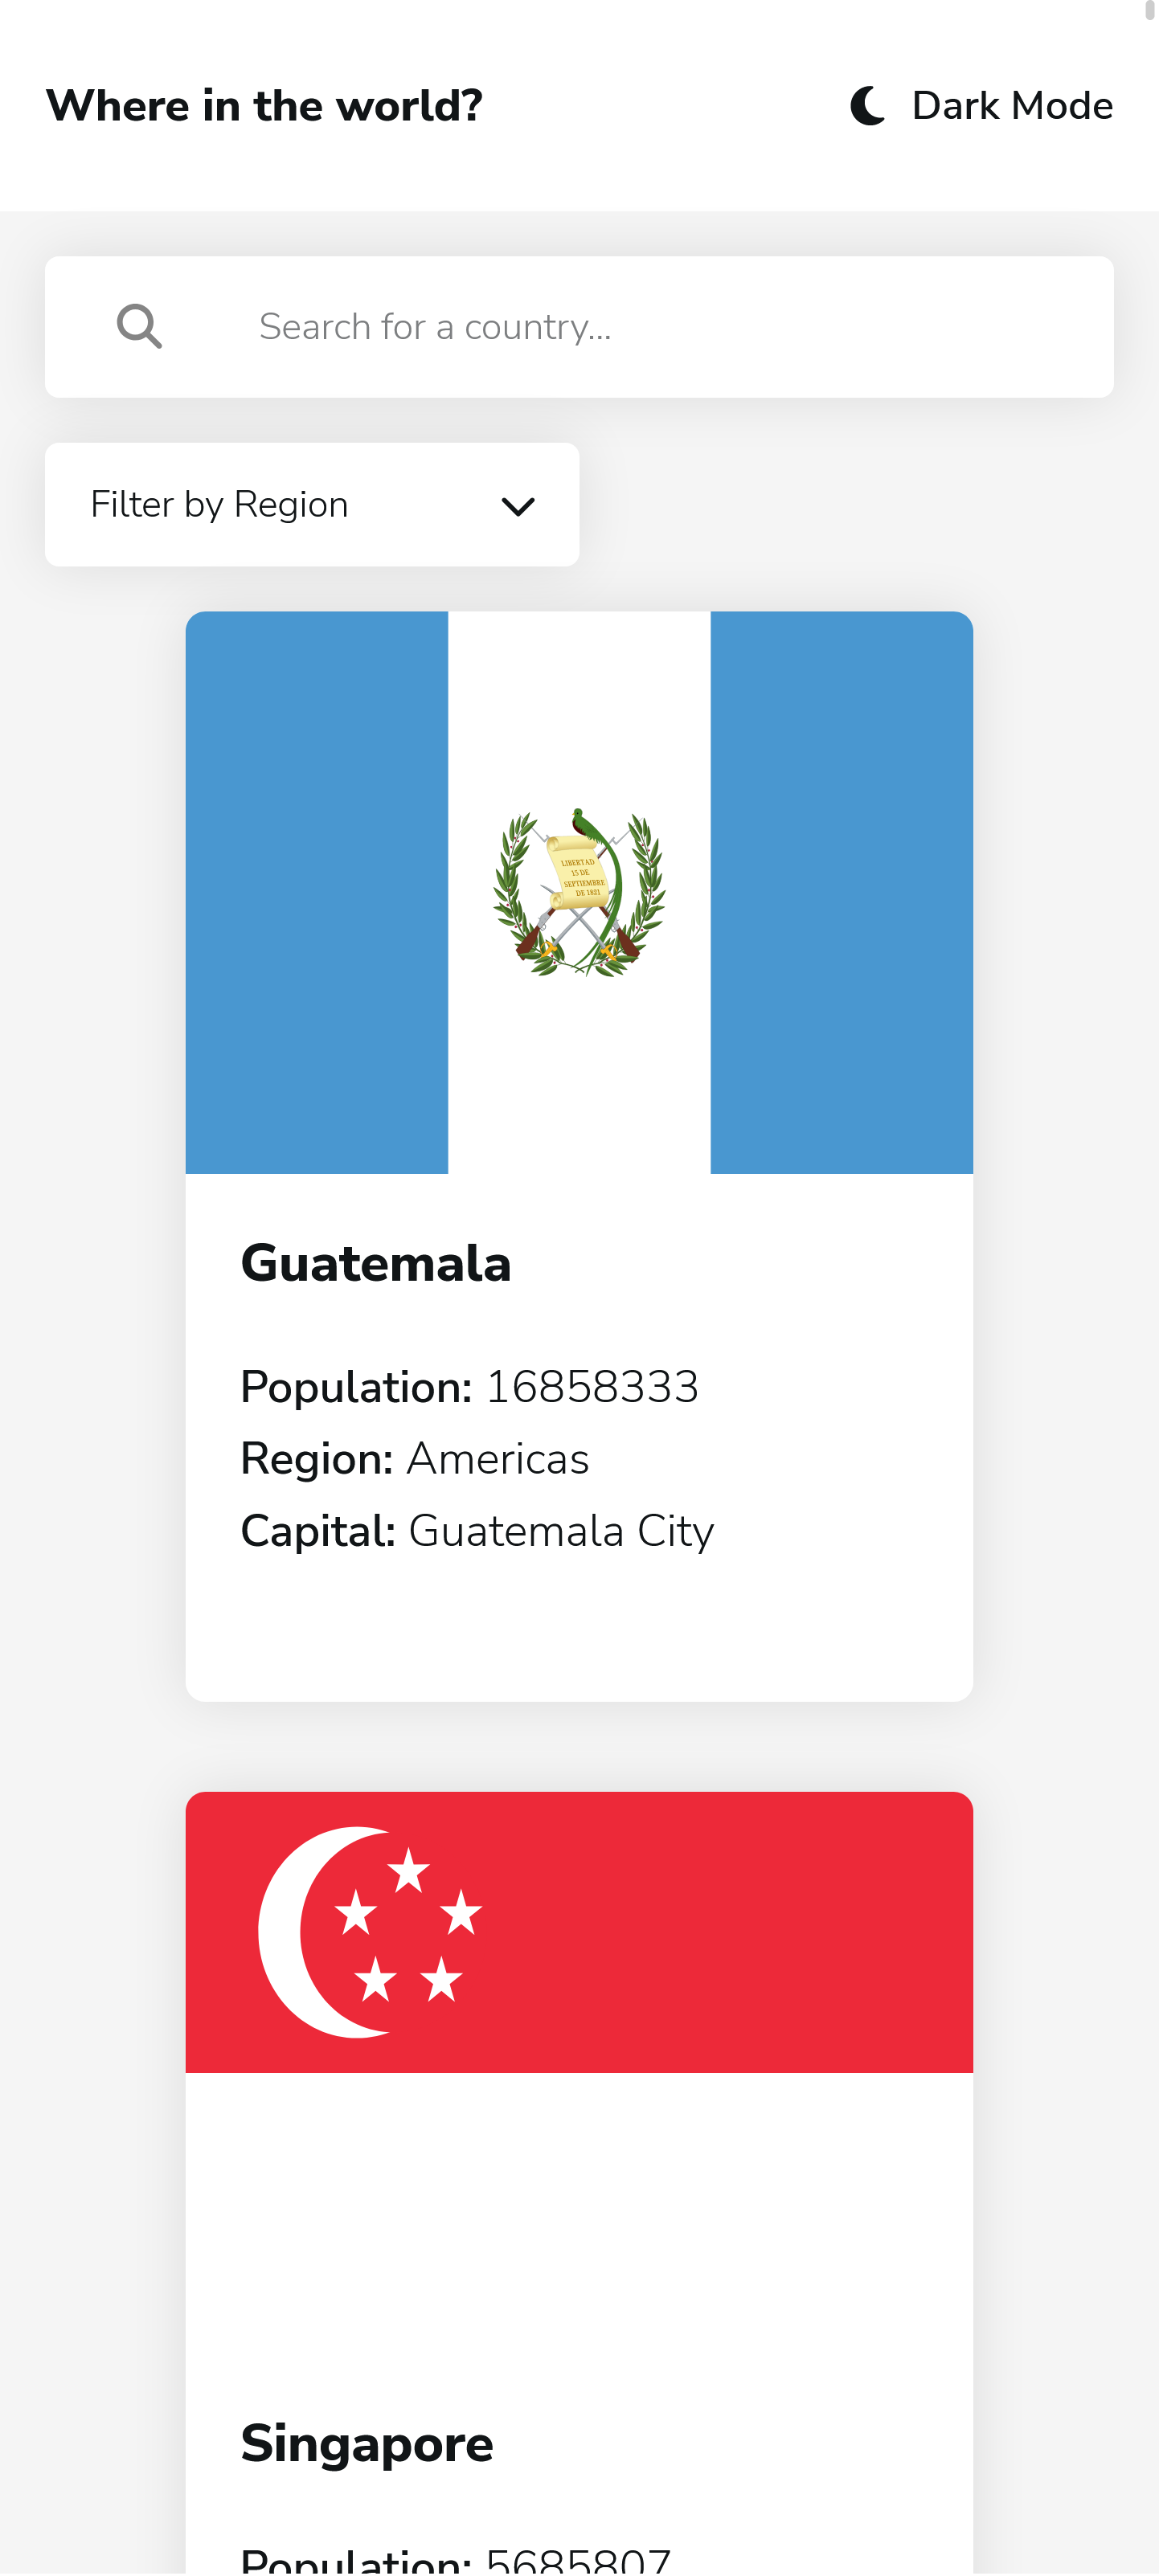 Where in the world?
Dark Mode
Search for a country...
Filter by Region
LIBERTAD
15 DE
SEPTIEMBRE
DE 1821
Guatemala
Population: 16858333
Region: Americas
Capital: Guatemala City
Singapore
Population: 5685807